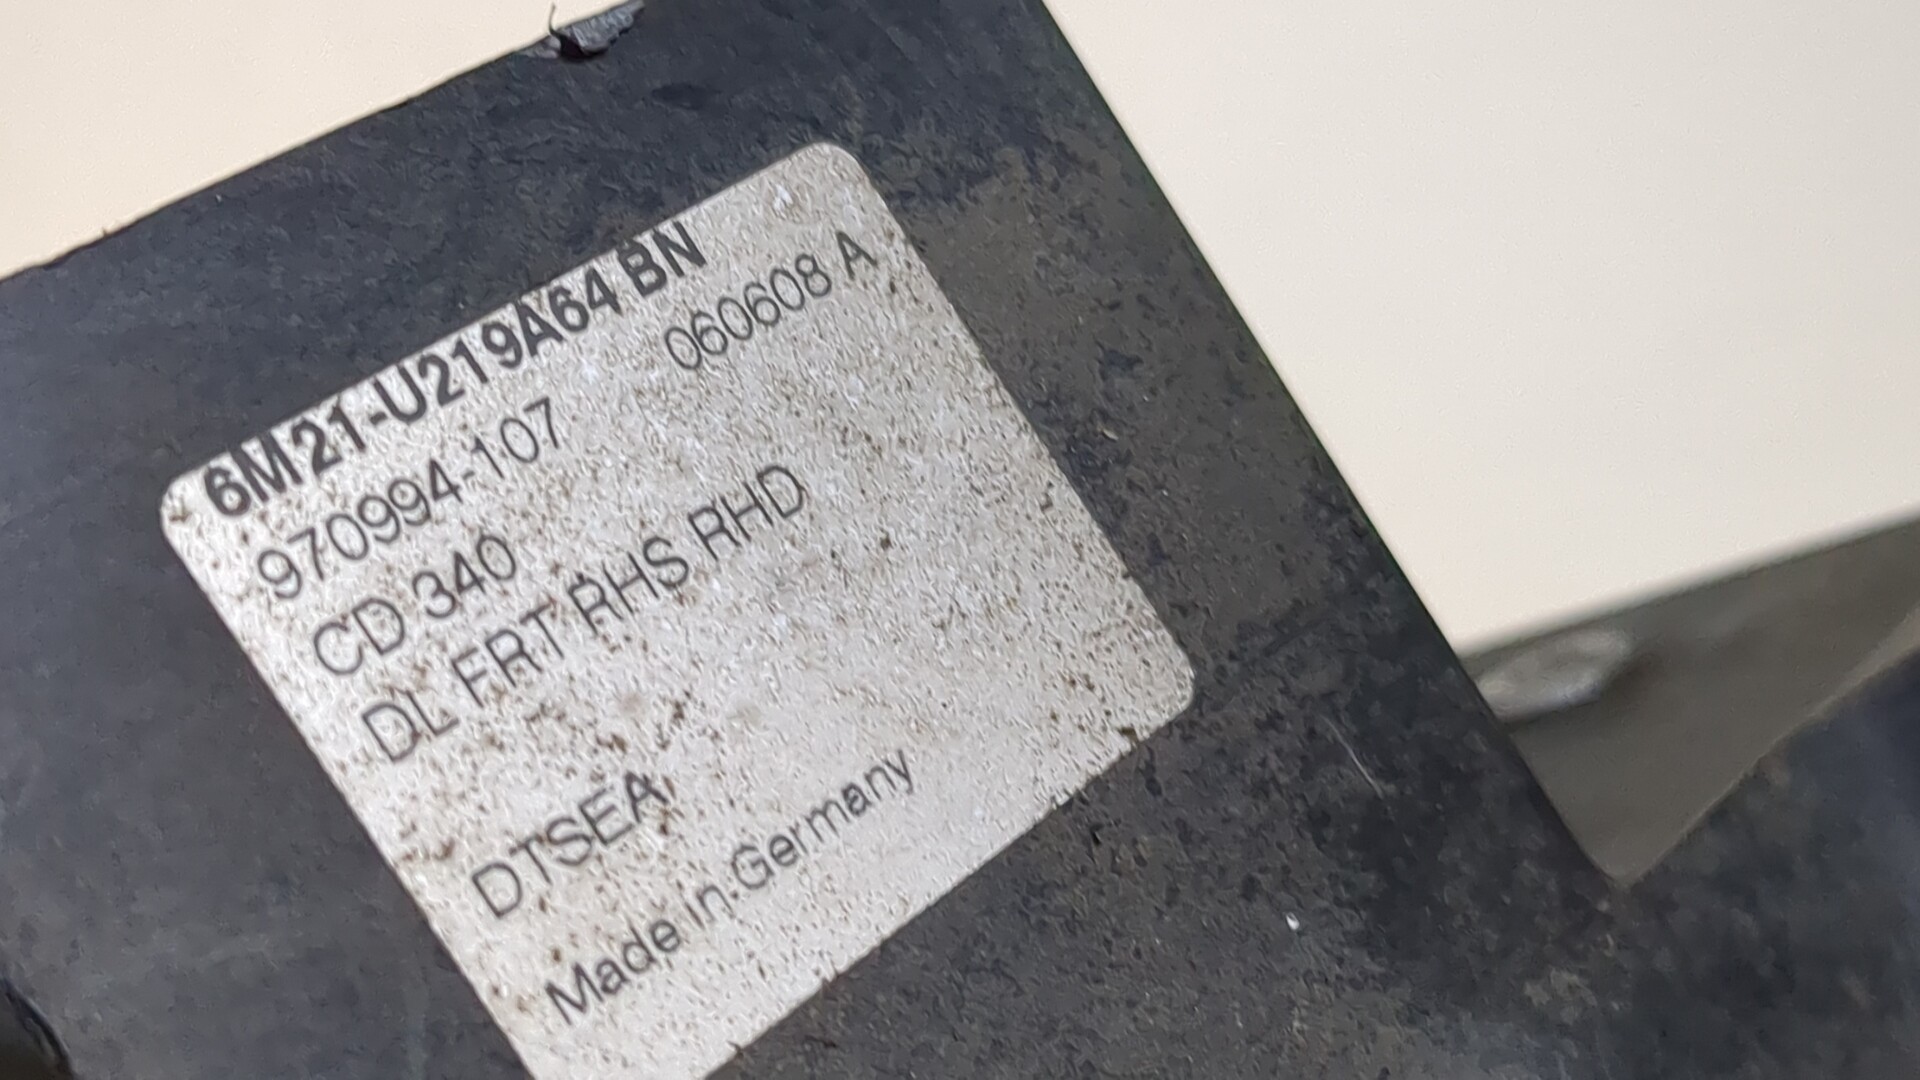 6M21-U219A64 BN
970994-107 060608 A
CD 340
DL FRT RHS RHD
DTSEA
Made in Germany